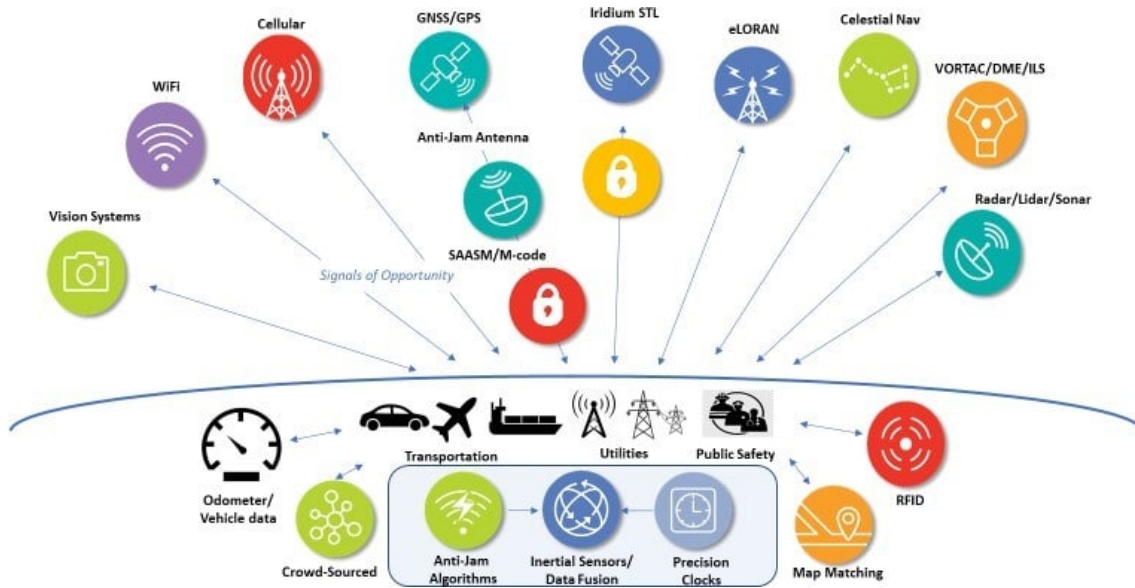 Cellular
GNSS/GPS
Iridium STL
eLORAN
Celestial Nav
WiFi
VORTAC/DME/ILS
Anti-Jam Antenna
Vision Systems
Radar/Lidar/Sonar
SAASM/M-code
Signals of Opportunity
Transportation
Utilities
Public Safety
Odometer/
Vehicle data
RFID
Crowd-Sourced
Anti-Jam
Algorithms
Inertial Sensors/
Data Fusion
Precision
Clocks
Map Matching